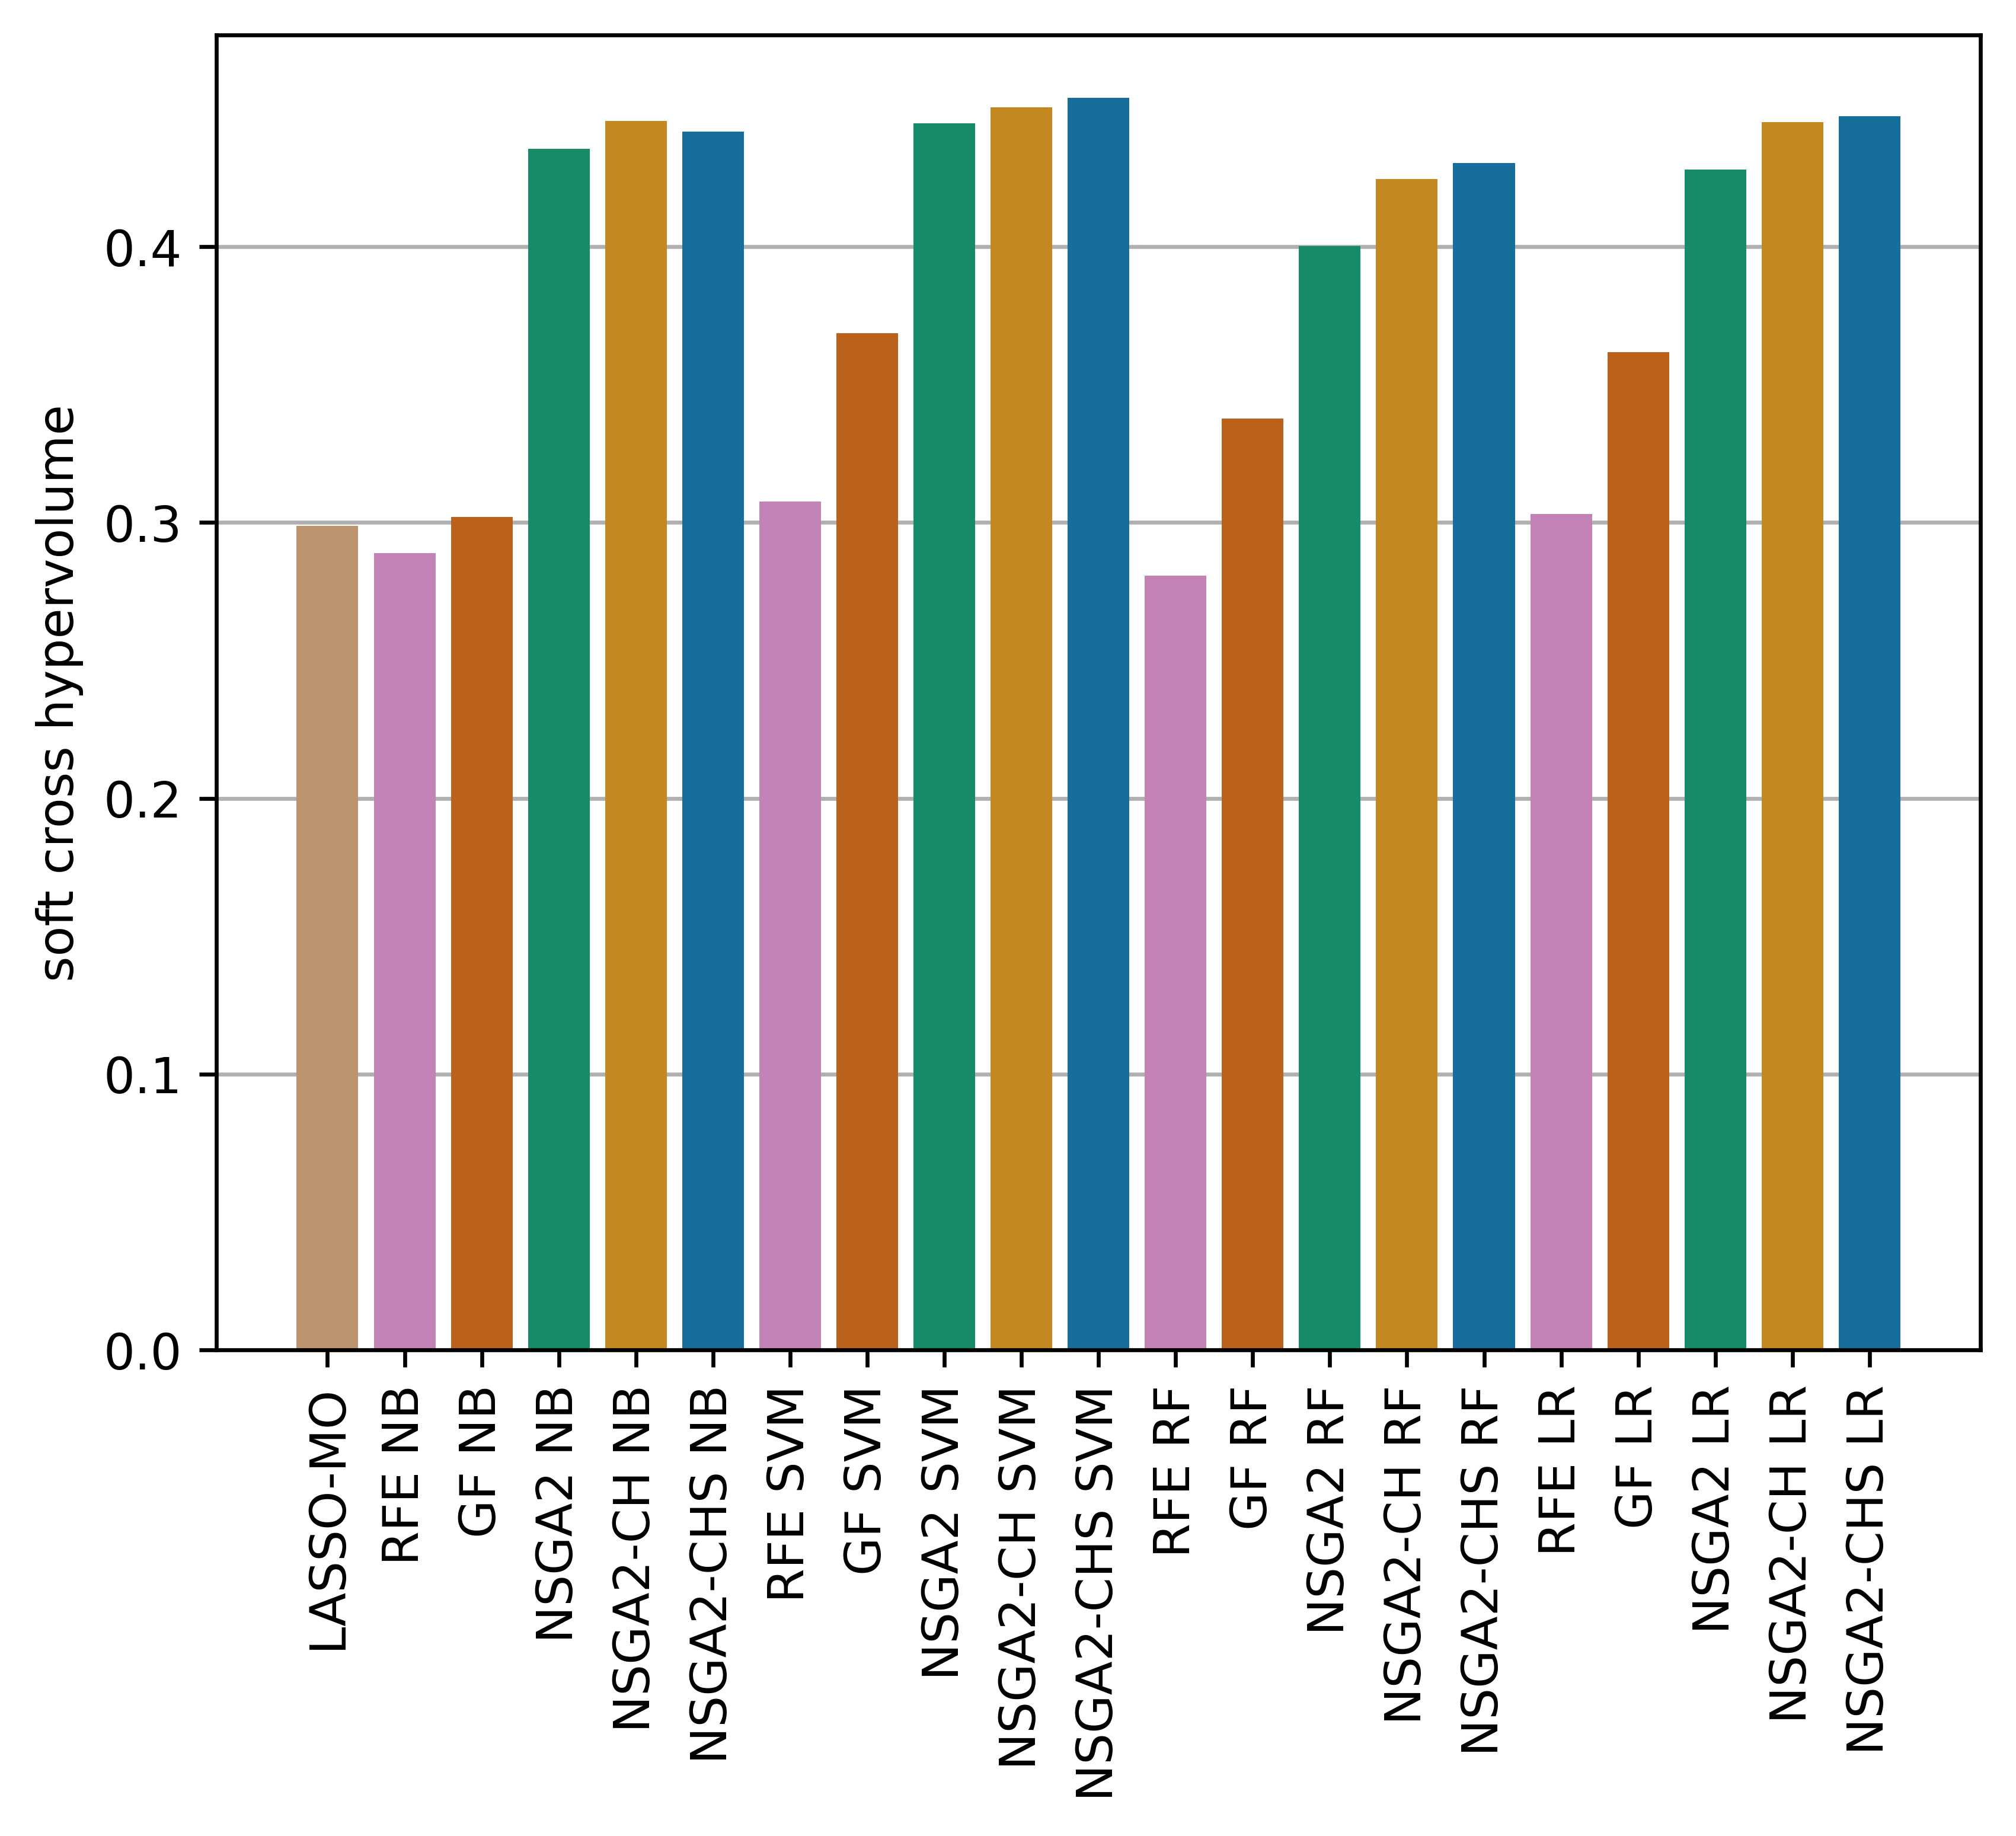 soft cross hypervolume
0.4
0.3
0.2
0.1
0.0
LASSO-MO
RFE NB
GF NB
NSGA2 NB
NSGA2-CH NB
NSGA2-CHS NB
RFE SVM
GF SVM
NSGA2 SVM
NSGA2-CH SVM
NSGA2-CHS SVM
RFE RF
GF RF
NSGA2 RF
NSGA2-CH RF
NSGA2-CHS RF
RFE LR
GF LR
NSGA2 LR
NSGA2-CH LR
NSGA2-CHS LR